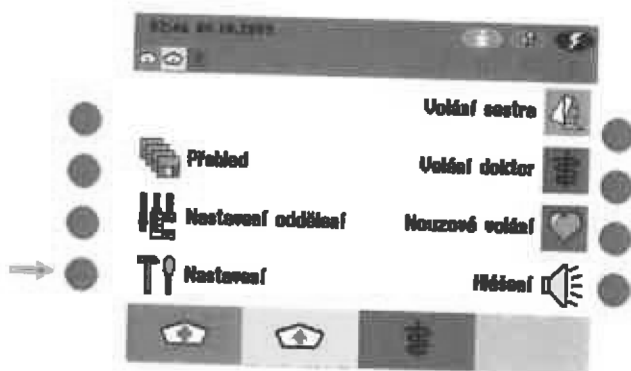 Volání sestra
Přehled
Volání doktor
Nastavení oddělení
Nouzové volání
Nastavení
Hlášení